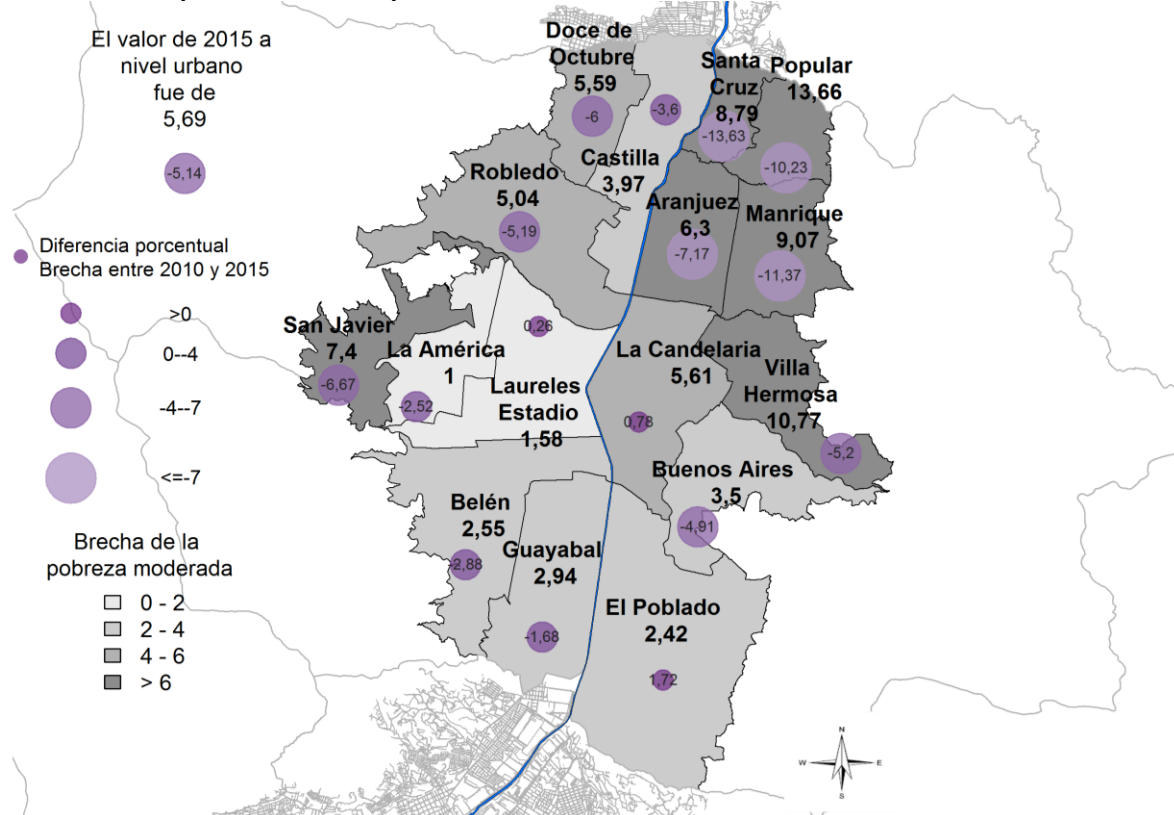 El valor de 2015 a
nivel urbano
fue de
5,69
-5,14
Diferencia porcentual
Brecha entre 2010 y 2015
>0
0--4
-4--7
<=-7
Brecha de la
pobreza moderada
0 - 2
2 - 4
4 - 6
> 6
Doce de
Octubre
5,59
-6
-3,6
Castilla
3,97
Santa
Cruz
8,79
-13,63
Popular
13,66
-10,23
Robledo
5,04
-5,19
Aranjuez
6,3
-7,17
Manrique
9,07
-11,37
San Javier
7,4
-6,67
La América
1
-2,52
0,26
Laureles
Estadio
1,58
La Candelaria
5,61
0,78
Villa
Hermosa
10,77
-5,2
Buenos Aires
3,5
-4,91
Belén
2,55
-2,88
Guayabal
2,94
-1,68
El Poblado
2,42
1,72
N
W
E
S